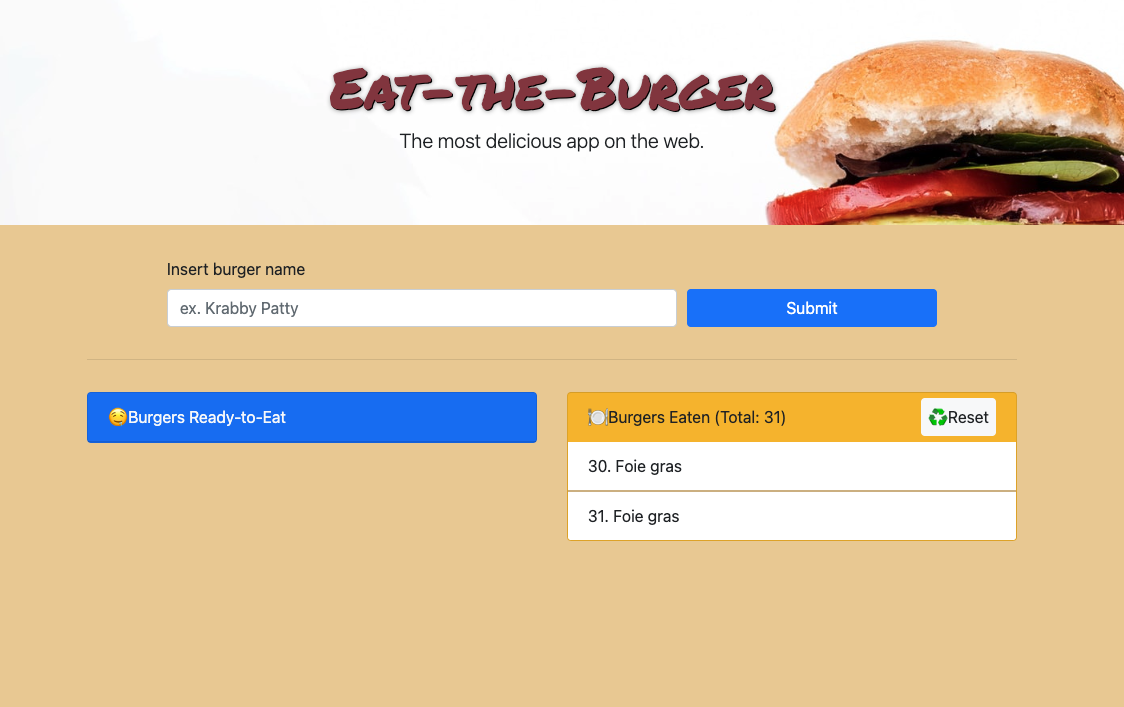 Eat-the-Burger
The most delicious app on the web.
Insert burger name
ex. Krabby Patty
Submit
🤤Burgers Ready-to-Eat
🍽Burgers Eaten (Total: 31)
♻Reset
30. Foie gras
31. Foie gras